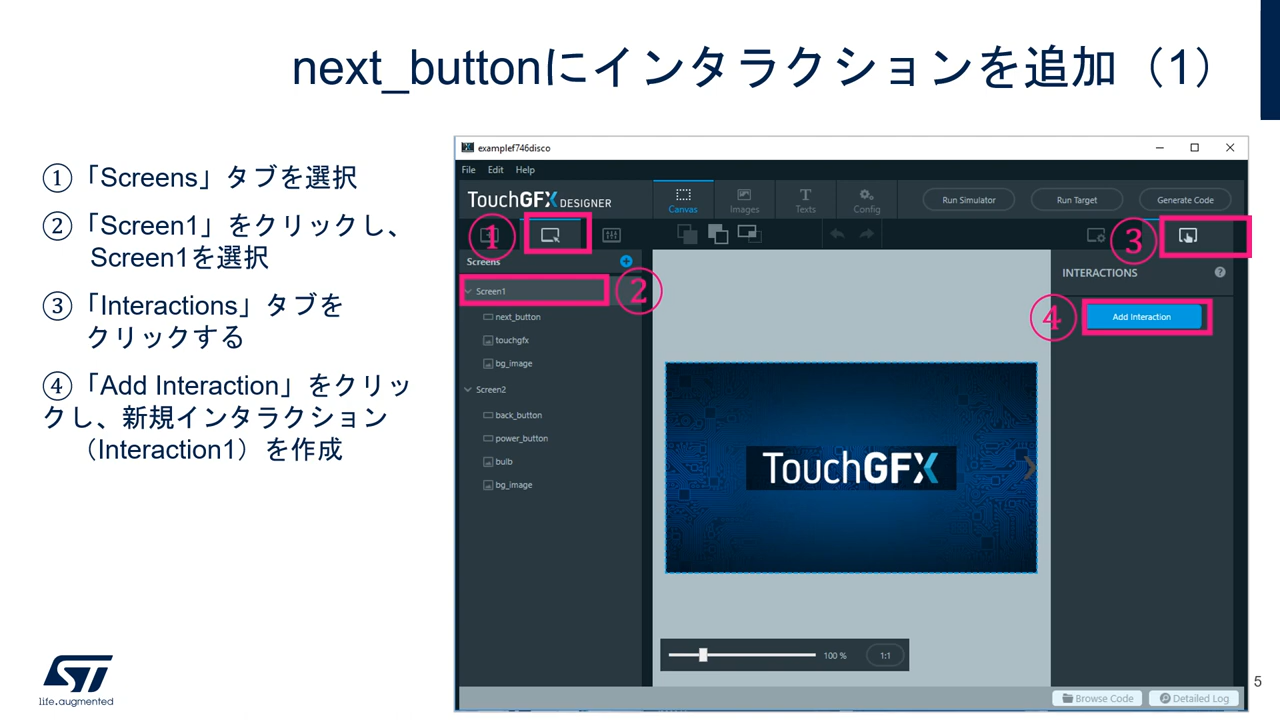 next_buttonにインタラクションを追加（1）
①「Screens」タブを選択
②「Screen1」をクリックし、
Screen1を選択
③「Interactions」タブを
クリックする
④「Add Interaction」をクリッ
クし、新規インタラクション
（Interaction1）を作成
examplef746disco
File Edit Help
TouchGFX DESIGNER
Canvas Images Texts Config
Run Simulator Run Target Generate Code
① ③
Screens
INTERACTIONS
Screen1 ②
④ Add Interaction
next_button
touchgfx
bg_image
Screen2
back_button
power_button
bulb
bg_image
TouchGFX
100 % 1:1
Browse Code Detailed Log
ST
life.augmented
5